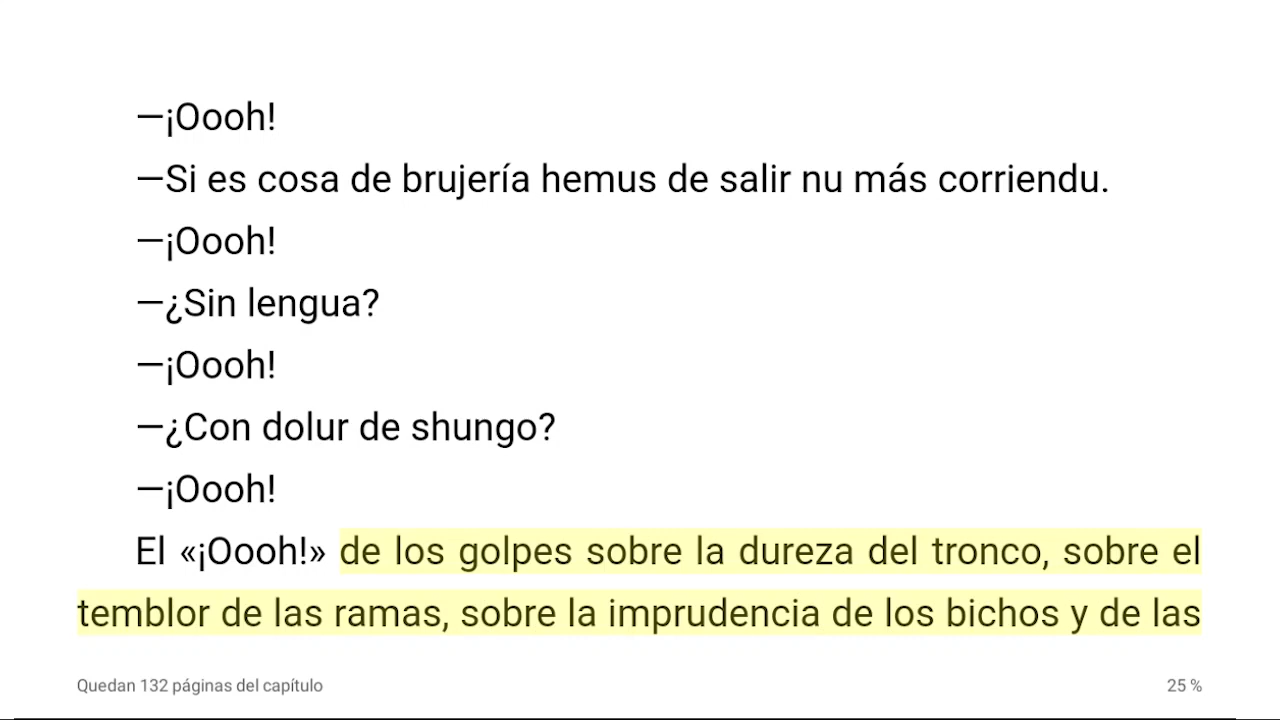 —¡Oooh!
—Si es cosa de brujería hemus de salir nu más corriendu.
—¡Oooh!
—¿Sin lengua?
—¡Oooh!
—¿Con dolur de shungo?
—¡Oooh!
El «¡Oooh!» de los golpes sobre la dureza del tronco, sobre el
temblor de las ramas, sobre la imprudencia de los bichos y de las
Quedan 132 páginas del capítulo
25 %